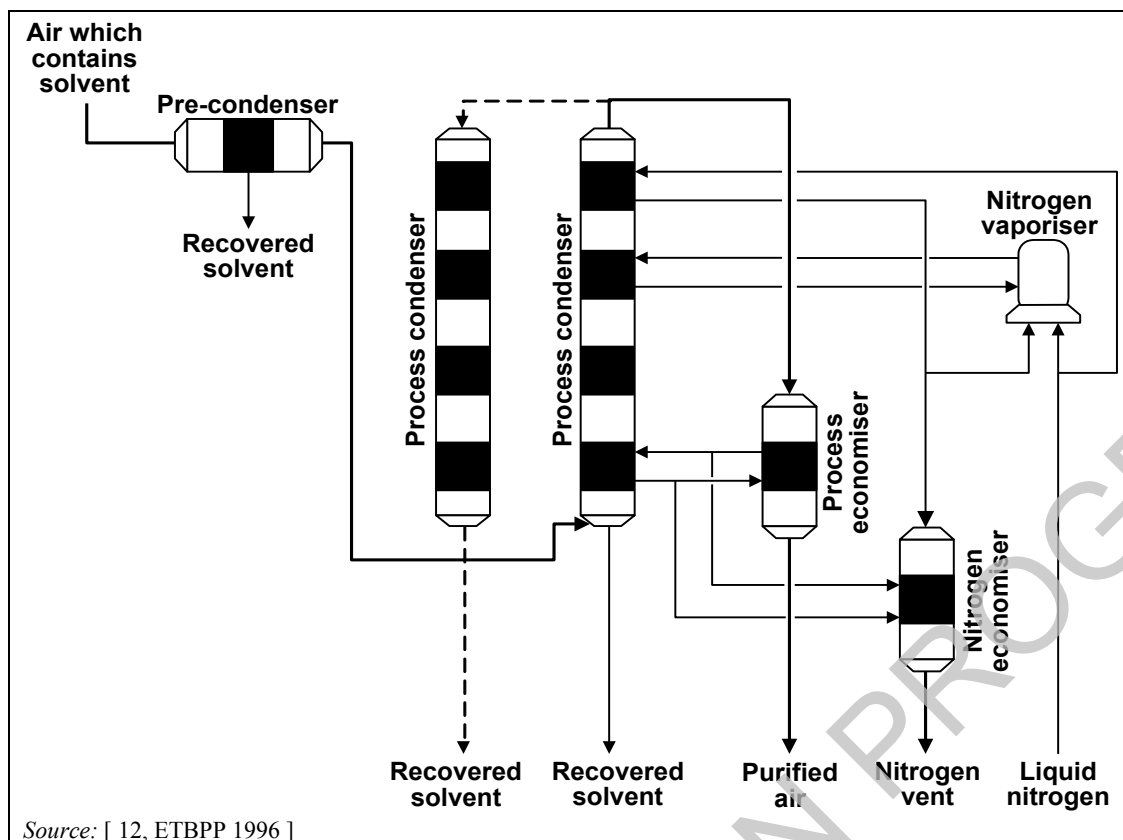 Air which
contains
solvent
Pre-condenser
Recovered
solvent
Process condenser
Process condenser
Nitrogen
vaporiser
Process
economiser
Nitrogen
economiser
Recovered
solvent
Recovered
solvent
Purified
air
Nitrogen
vent
Liquid
nitrogen
Source: [ 12, ETBPP 1996 ]
N PROG